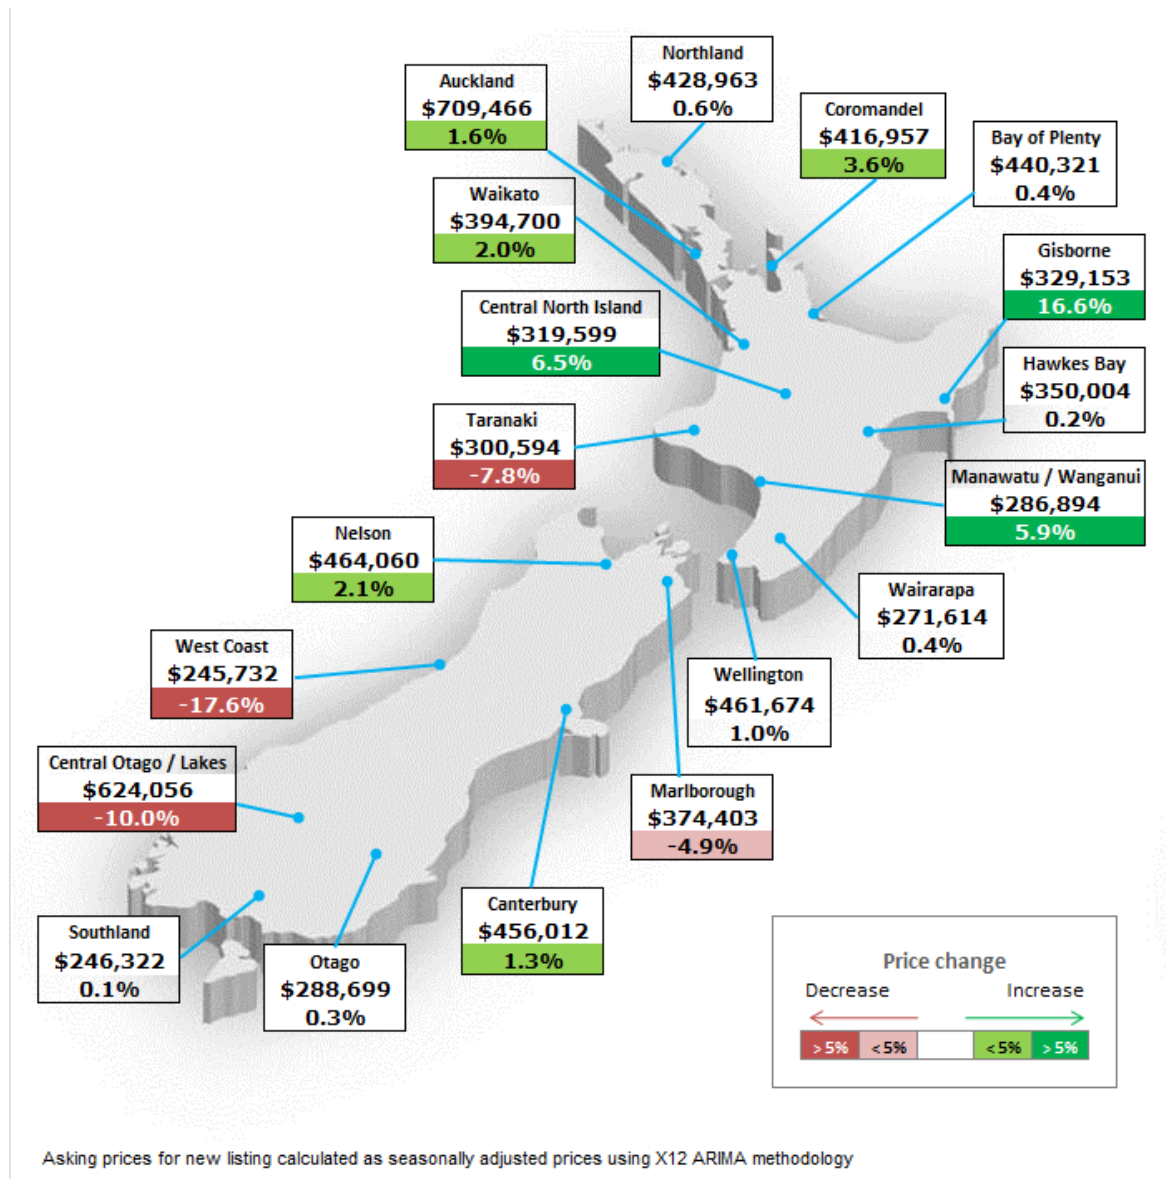 Northland
$428,963
0.6%
Auckland
$709,466
1.6%
Coromandel
$416,957
3.6%
Bay of Plenty
$440,321
0.4%
Waikato
$394,700
2.0%
Gisborne
$329,153
16.6%
Central North Island
$319,599
6.5%
Hawkes Bay
$350,004
0.2%
Taranaki
$300,594
-7.8%
Manawatu / Wanganui
$286,894
5.9%
Nelson
$464,060
2.1%
Wairarapa
$271,614
0.4%
West Coast
$245,732
-17.6%
Wellington
$461,674
1.0%
Central Otago / Lakes
$624,056
-10.0%
Marlborough
$374,403
-4.9%
Canterbury
$456,012
1.3%
Southland
$246,322
0.1%
Otago
$288,699
0.3%
Price change
Decrease Increase
> 5% < 5% < 5% > 5%
Asking prices for new listing calculated as seasonally adjusted prices using X12 ARIMA methodology